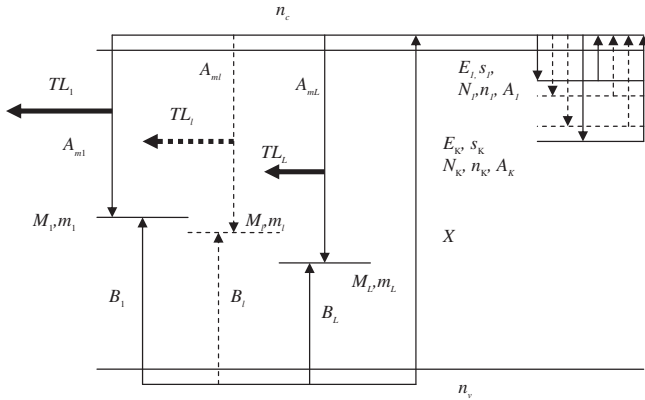 n_c
TL_1
A_ml
A_mL
E_l, s_l,
N_l, n_l, A_l
TL_l
A_m1
TL_L
E_K, s_K
N_K, n_K, A_K
M_1, m_1
M_l, m_l
X
M_L, m_L
B_1
B_l
B_L
n_v